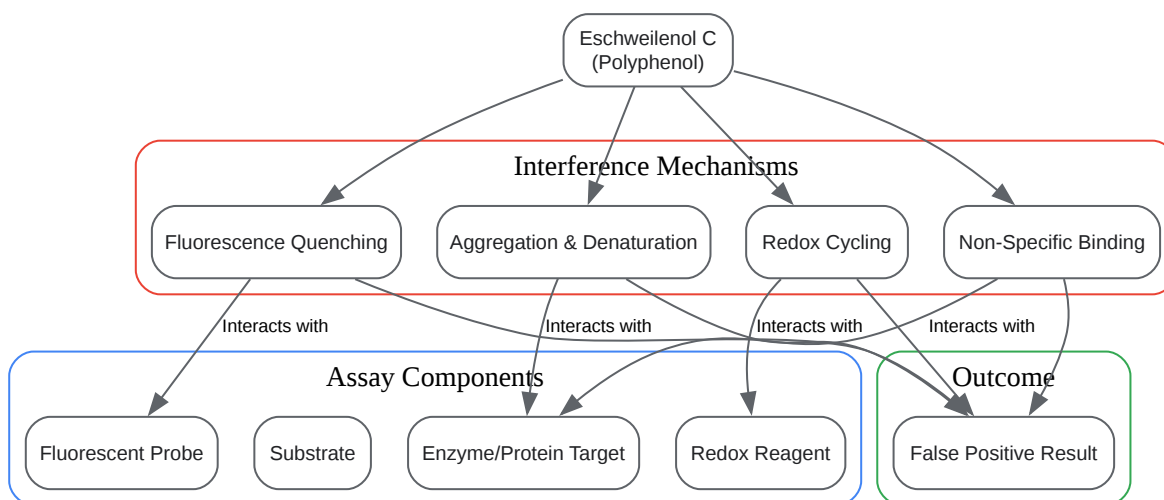 Eschweilenol C
(Polyphenol)
Interference Mechanisms
Fluorescence Quenching
Aggregation & Denaturation
Redox Cycling
Non-Specific Binding
Interacts with
Interacts with
Interacts with
Interacts with
Assay Components
Outcome
Fluorescent Probe
Substrate
Enzyme/Protein Target
Redox Reagent
False Positive Result